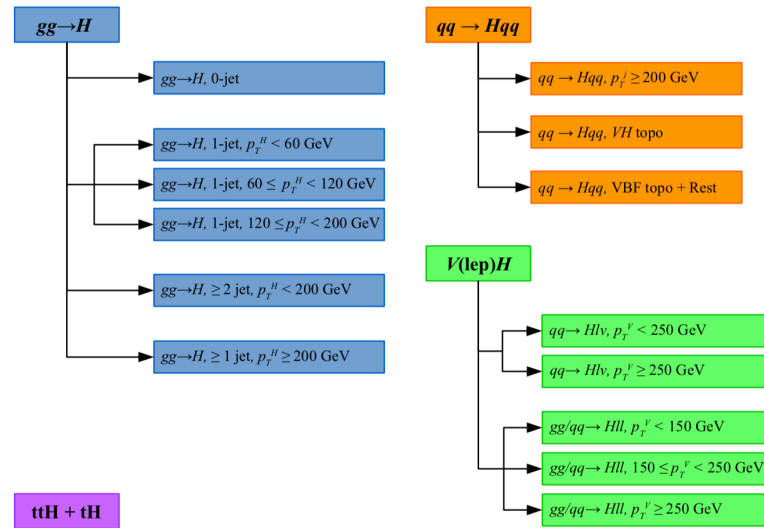 gg→H
gg→H, 0-jet
gg→H, 1-jet, p_T^H < 60 GeV
gg→H, 1-jet, 60 ≤ p_T^H < 120 GeV
gg→H, 1-jet, 120 ≤ p_T^H < 200 GeV
gg→H, ≥ 2 jet, p_T^H < 200 GeV
gg→H, ≥ 1 jet, p_T^H ≥ 200 GeV
ttH + tH
qq → Hqq
qq → Hqq, p_T^j ≥ 200 GeV
qq → Hqq, VH topo
qq → Hqq, VBF topo + Rest
V(lep)H
qq→ Hlν, p_T^V < 250 GeV
qq→ Hlν, p_T^V ≥ 250 GeV
gg/qq→ Hll, p_T^V < 150 GeV
gg/qq→ Hll, 150 ≤ p_T^V < 250 GeV
gg/qq→ Hll, p_T^V ≥ 250 GeV